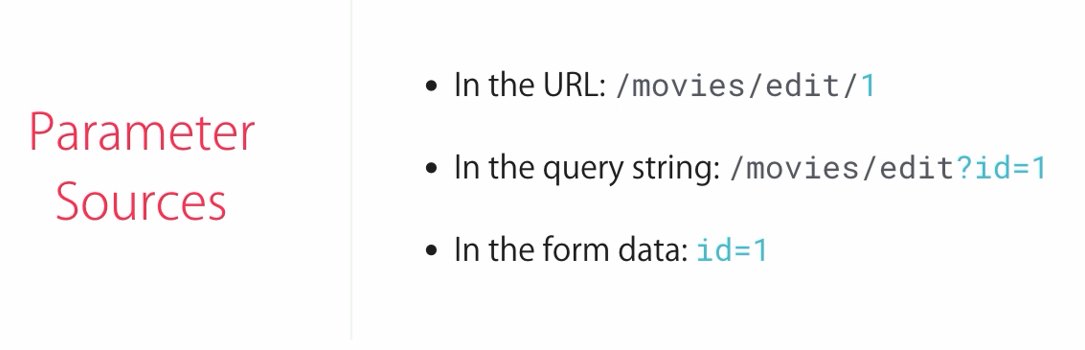 Parameter
Sources
• In the URL: /movies/edit/1
• In the query string: /movies/edit?id=1
• In the form data: id=1